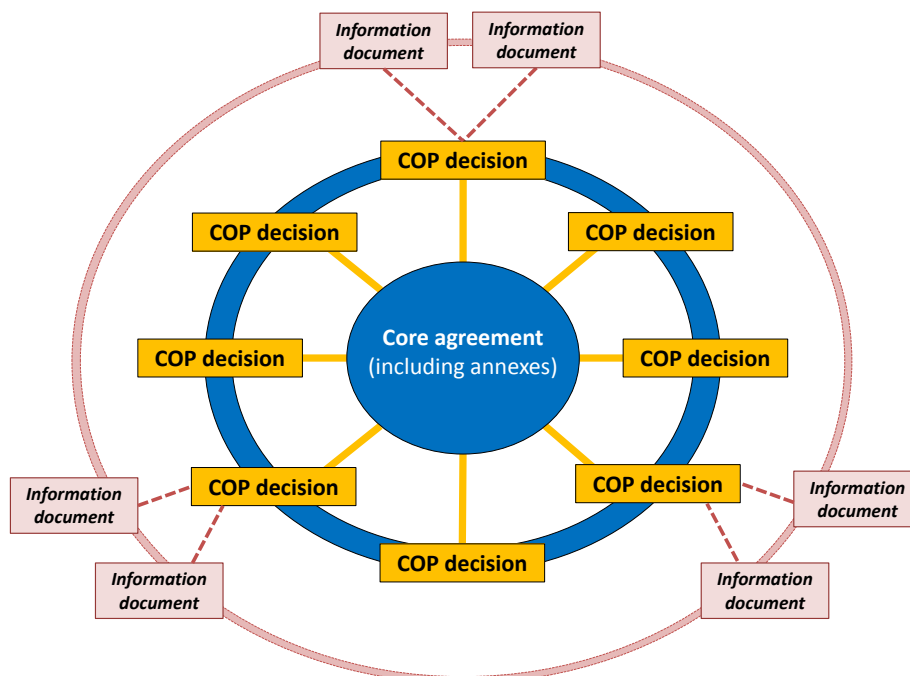 Information
document
Information
document
COP decision
COP decision
COP decision
Core agreement
(including annexes)
COP decision
COP decision
COP decision
COP decision
Information
document
Information
document
COP decision
Information
document
Information
document